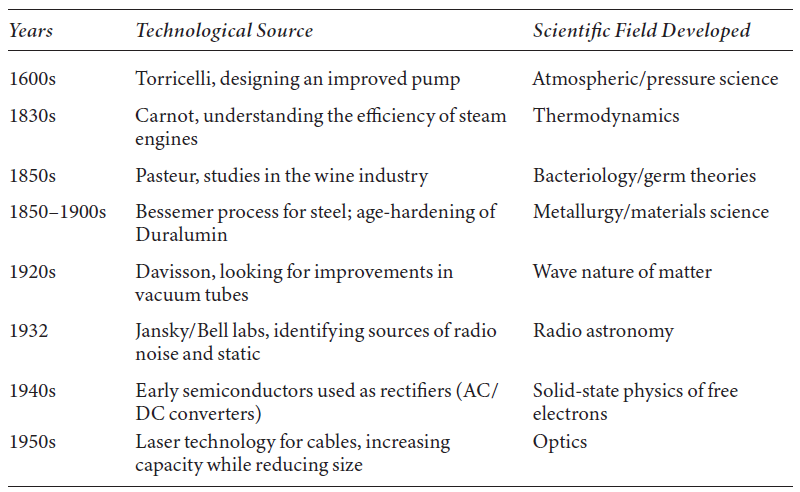 Years Technological Source Scientific Field Developed
1600s Torricelli, designing an improved pump Atmospheric/pressure science
1830s Carnot, understanding the efficiency of steam Thermodynamics
engines
1850s Pasteur, studies in the wine industry Bacteriology/germ theories
1850–1900s Bessemer process for steel; age-hardening of Metallurgy/materials science
Duralumin
1920s Davisson, looking for improvements in Wave nature of matter
vacuum tubes
1932 Jansky/Bell labs, identifying sources of radio Radio astronomy
noise and static
1940s Early semiconductors used as rectifiers (AC/ Solid-state physics of free
DC converters) electrons
1950s Laser technology for cables, increasing Optics
capacity while reducing size